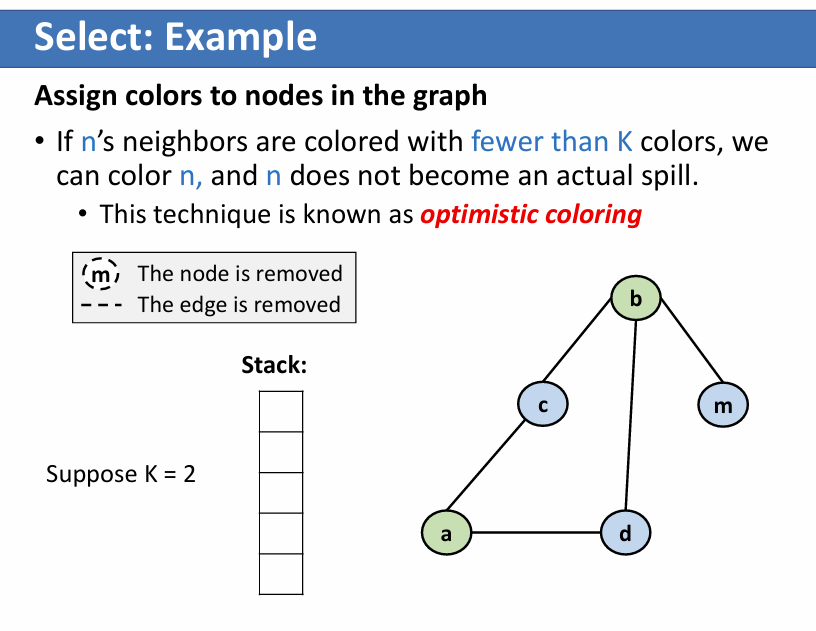 Select: Example
Assign colors to nodes in the graph
• If n’s neighbors are colored with fewer than K colors, we
can color n, and n does not become an actual spill.
• This technique is known as optimistic coloring
m The node is removed
The edge is removed
Stack:
Suppose K = 2
b
c
m
a
d